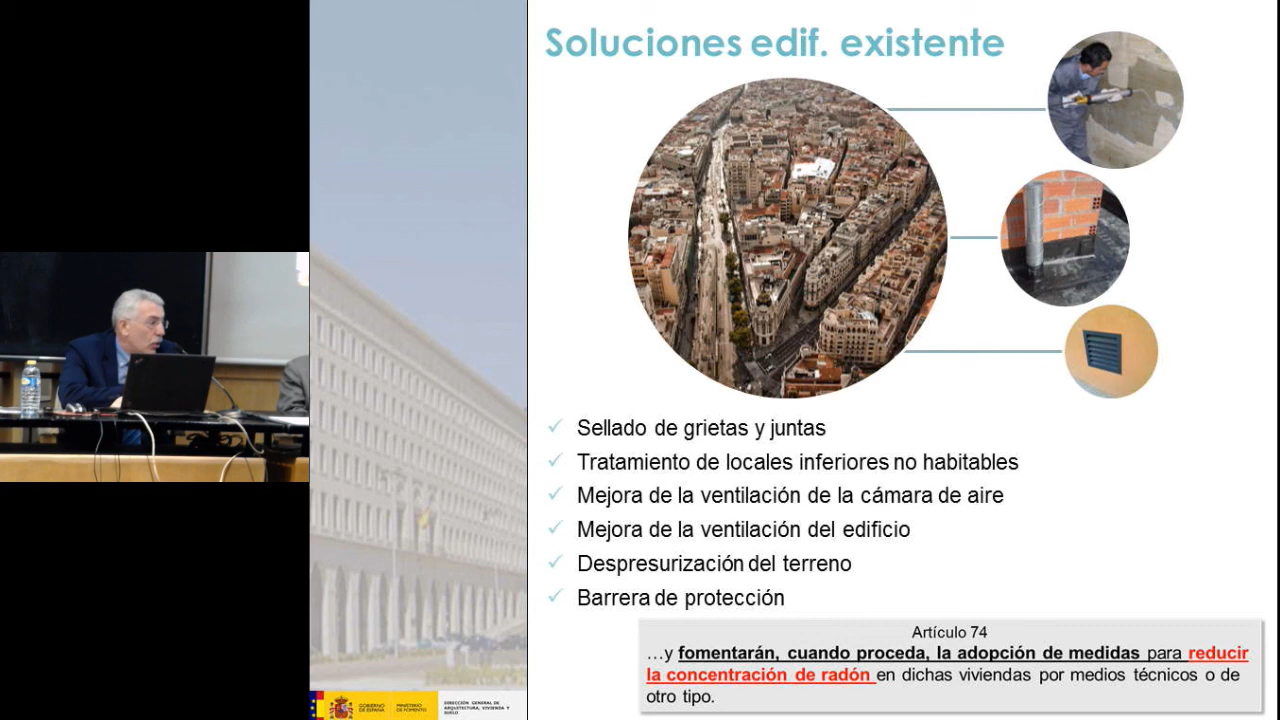 Soluciones edif. existente
Sellado de grietas y juntas
Tratamiento de locales inferiores no habitables
Mejora de la ventilación de la cámara de aire
Mejora de la ventilación del edificio
Despresurización del terreno
Barrera de protección
Artículo 74
…y fomentarán, cuando proceda, la adopción de medidas para reducir
la concentración de radón en dichas viviendas por medios técnicos o de
otro tipo.
GOBIERNO
DE ESPAÑA
MINISTERIO
DE FOMENTO
DIRECCIÓN GENERAL DE
ARQUITECTURA, VIVIENDA Y
SUELO